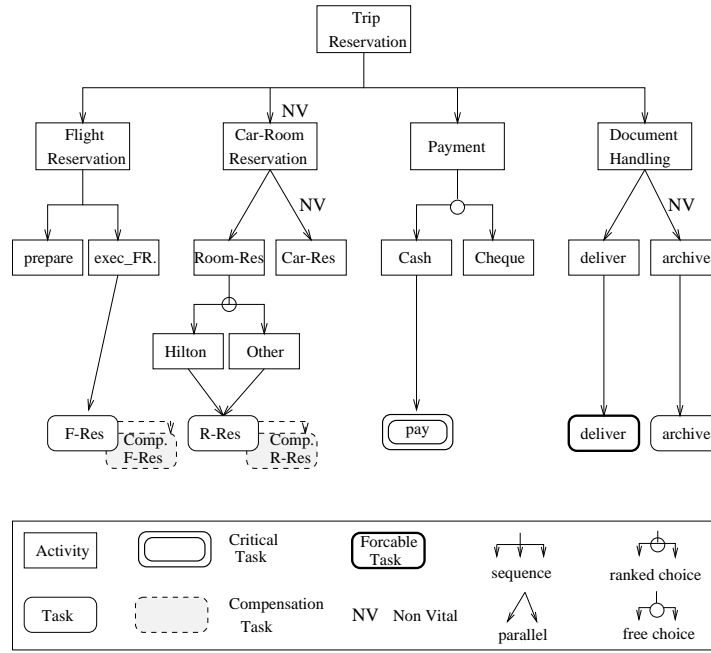 Trip
Reservation
NV
Flight
Reservation
Car-Room
Reservation
Payment
Document
Handling
NV
NV
prepare
exec_FR.
Room-Res
Car-Res
Cash
Cheque
deliver
archive
Hilton
Other
F-Res
Comp.
F-Res
R-Res
Comp.
R-Res
pay
deliver
archive
Activity
Critical
Task
Forcable
Task
sequence
ranked choice
Task
Compensation
Task
NV Non Vital
parallel
free choice